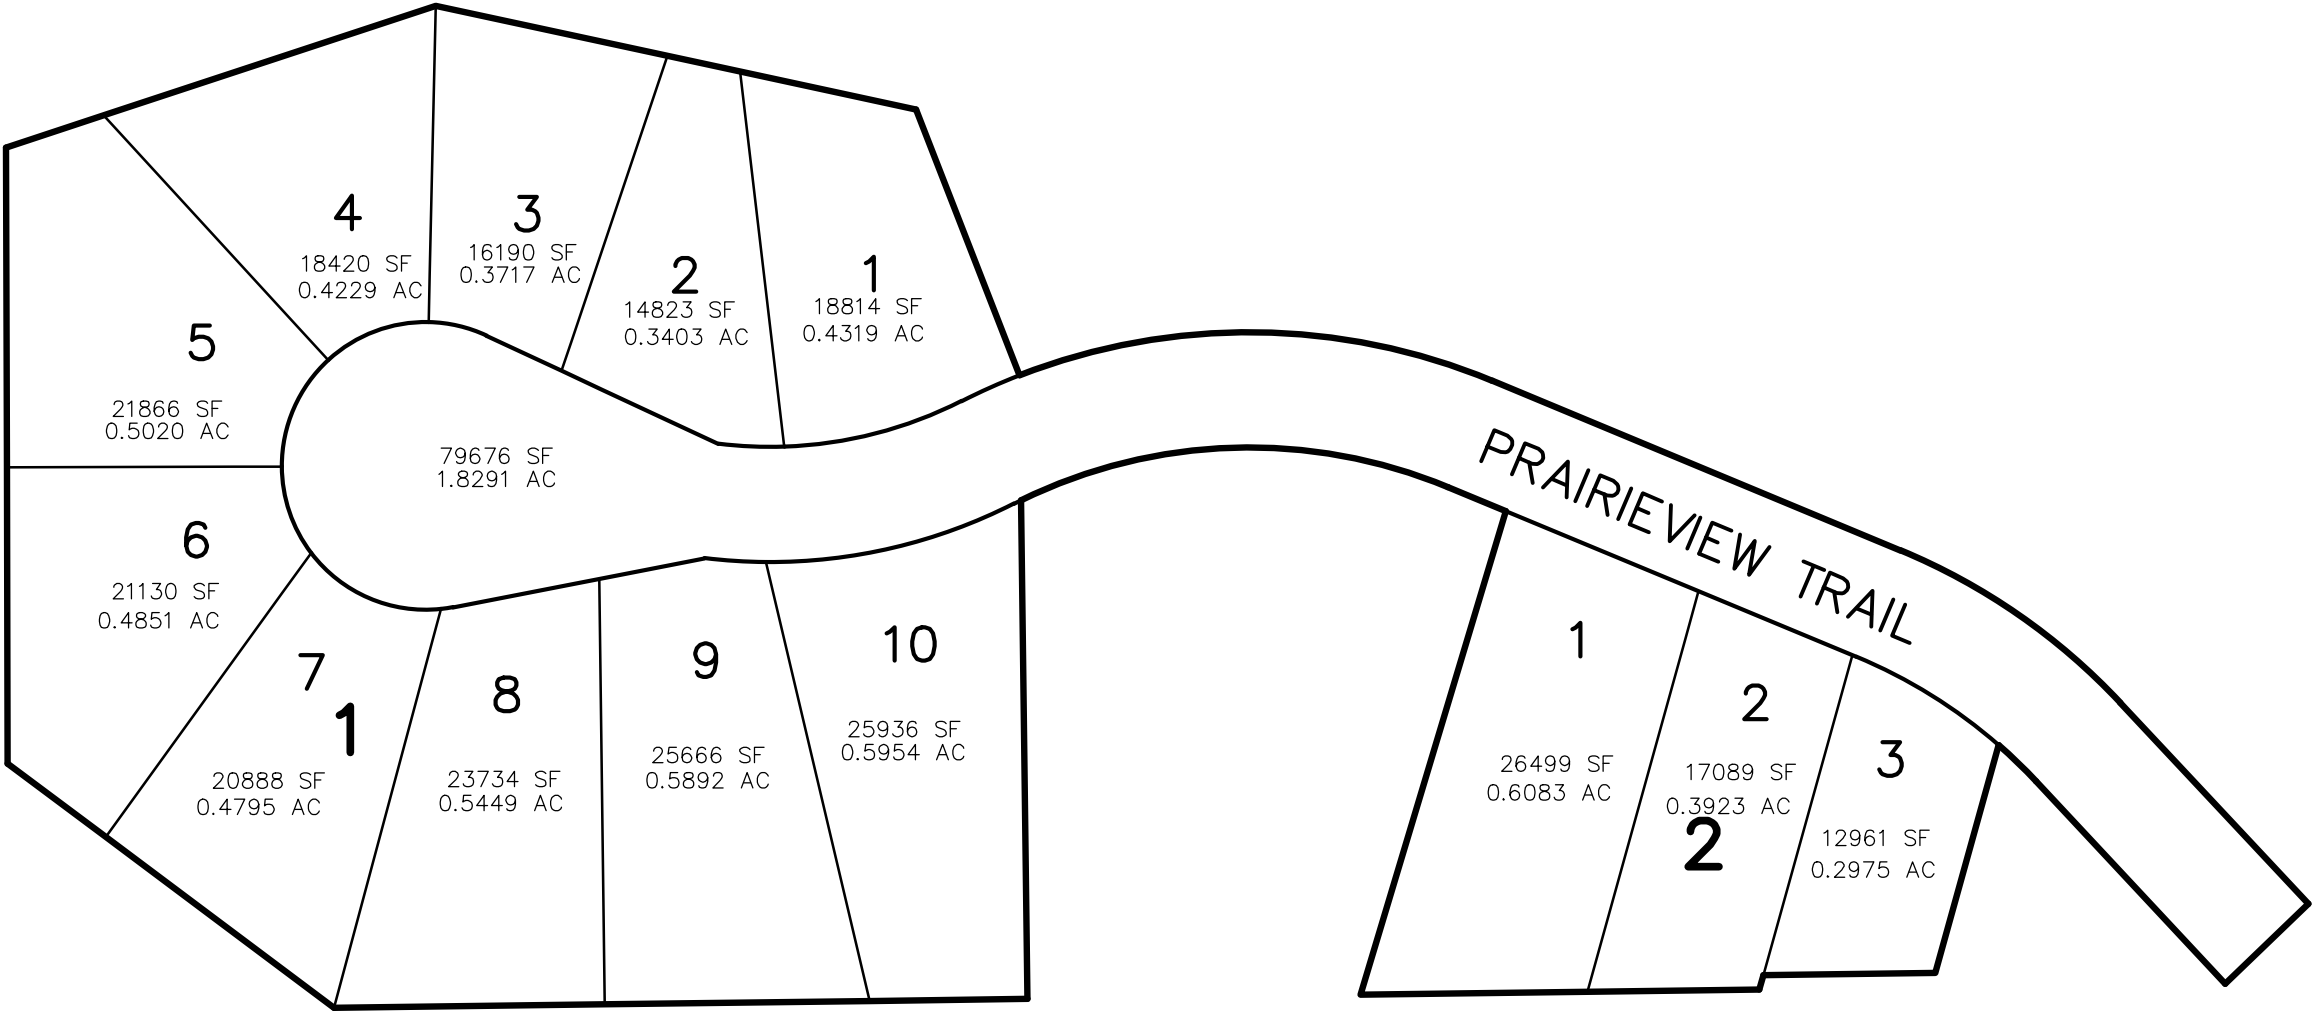 4
18420 SF
0.4229 AC
3
16190 SF
0.3717 AC
2
14823 SF
0.3403 AC
1
18814 SF
0.4319 AC
5
21866 SF
0.5020 AC
79676 SF
1.8291 AC
PRAIRIEVIEW TRAIL
6
21130 SF
0.4851 AC
7
1
20888 SF
0.4795 AC
8
23734 SF
0.5449 AC
9
25666 SF
0.5892 AC
10
25936 SF
0.5954 AC
1
26499 SF
0.6083 AC
2
17089 SF
0.3923 AC
2
3
12961 SF
0.2975 AC